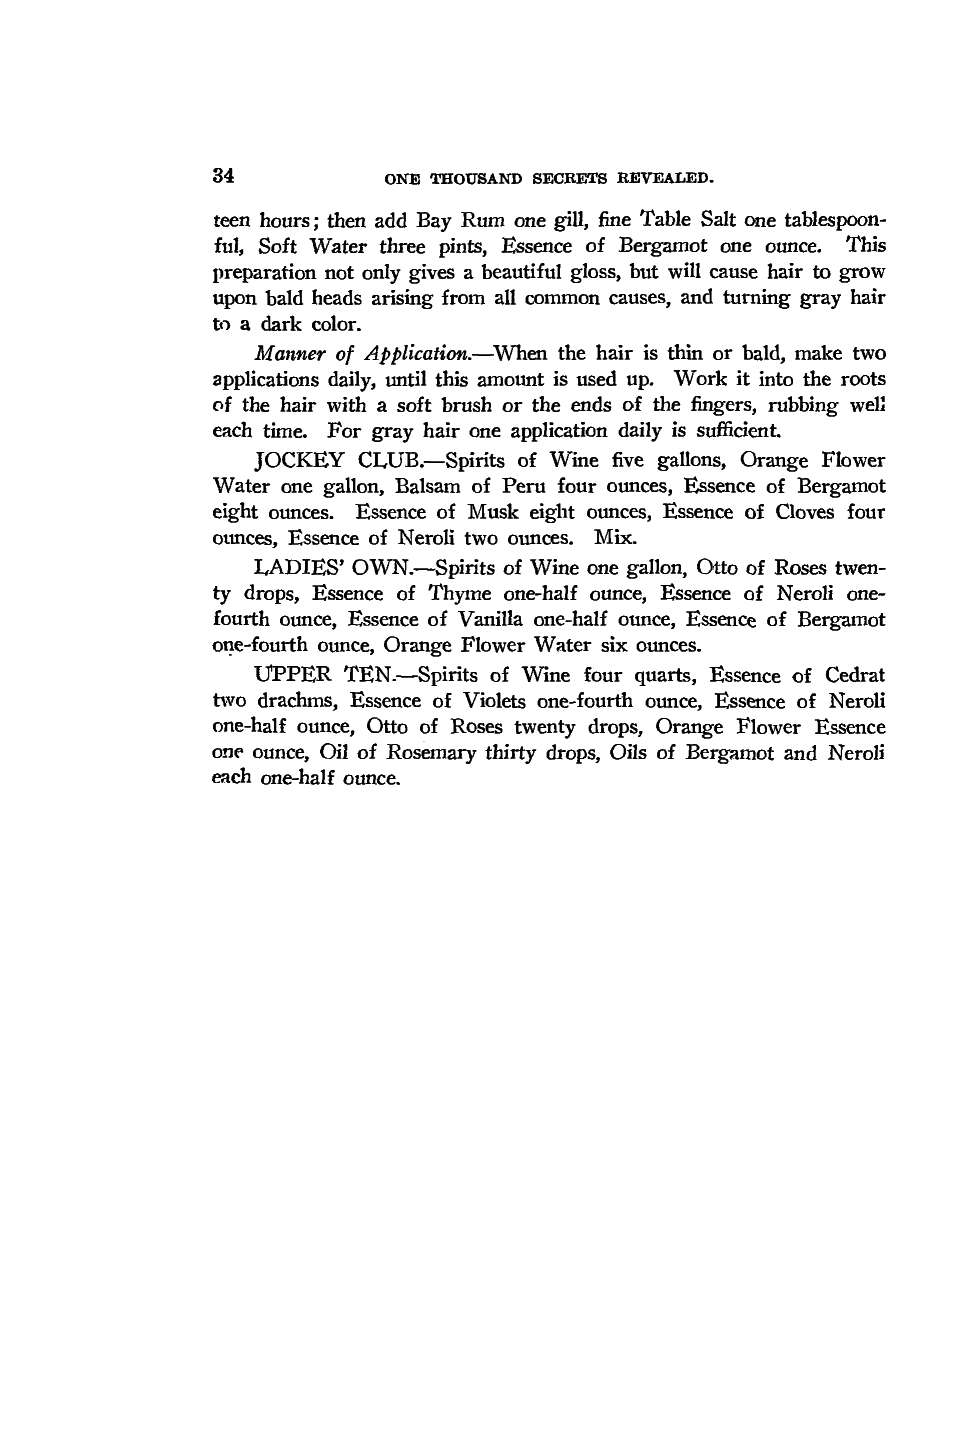 34 ONE THOUSAND SECRETS REVEALED.
teen hours; then add Bay Rum one gill, fine Table Salt one tablespoon-
ful, Soft Water three pints, Essence of Bergamot one ounce. This
preparation not only gives a beautiful gloss, but will cause hair to grow
upon bald heads arising from all common causes, and turning gray hair
to a dark color.
Manner of Application.—When the hair is thin or bald, make two
applications daily, until this amount is used up. Work it into the roots
of the hair with a soft brush or the ends of the fingers, rubbing well
each time. For gray hair one application daily is sufficient.
JOCKEY CLUB.—Spirits of Wine five gallons, Orange Flower
Water one gallon, Balsam of Peru four ounces, Essence of Bergamot
eight ounces. Essence of Musk eight ounces, Essence of Cloves four
ounces, Essence of Neroli two ounces. Mix.
LADIES' OWN.—Spirits of Wine one gallon, Otto of Roses twen-
ty drops, Essence of Thyme one-half ounce, Essence of Neroli one-
fourth ounce, Essence of Vanilla one-half ounce, Essence of Bergamot
one-fourth ounce, Orange Flower Water six ounces.
UPPER TEN.—Spirits of Wine four quarts, Essence of Cedrat
two drachms, Essence of Violets one-fourth ounce, Essence of Neroli
one-half ounce, Otto of Roses twenty drops, Orange Flower Essence
one ounce, Oil of Rosemary thirty drops, Oils of Bergamot and Neroli
each one-half ounce.